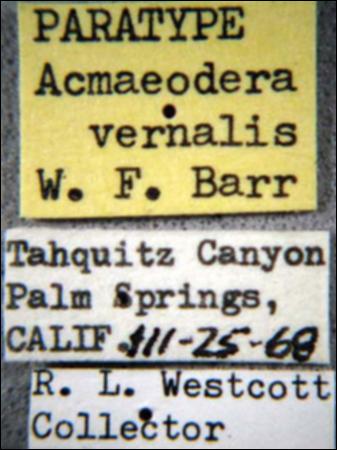 PARATYPE
Acmaeodera
vernalis
W. F. Barr
Tahquitz Canyon
Palm Springs,
CALIF. III-25-68
R. L. Westcott
Collector